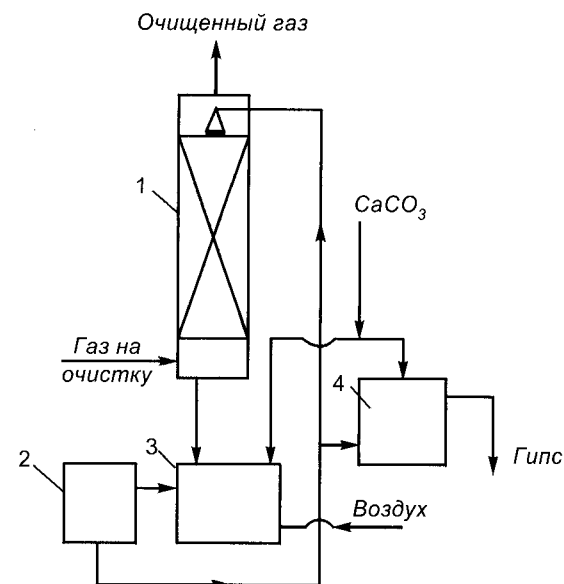 Очищенный газ
1
CaCO₃
Газ на
очистку
4
2
3
Гипс
Воздух